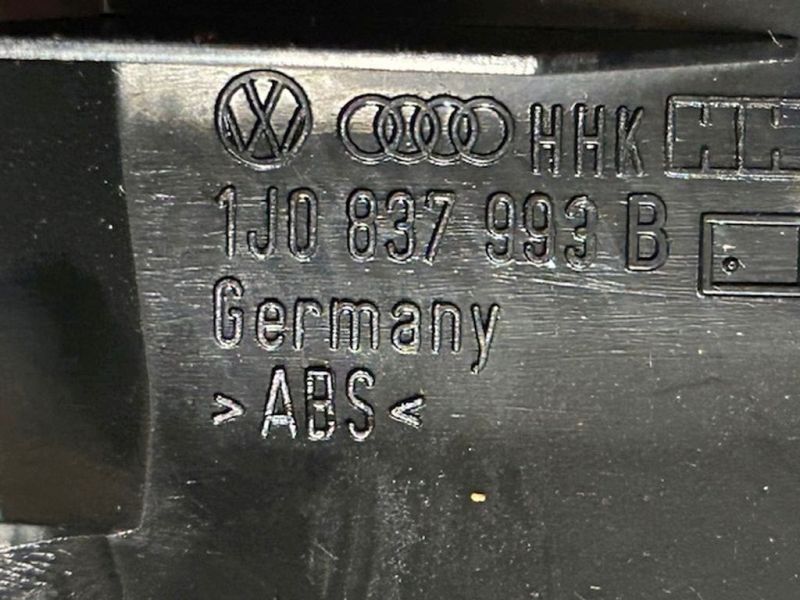 HHK
1J0 837 993 B
Germany
>ABS<